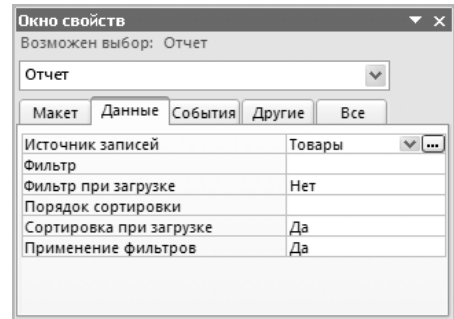 Окно свойств
Возможен выбор: Отчет
Отчет
Макет Данные События Другие Все
Источник записей Товары ...
Фильтр
Фильтр при загрузке Нет
Порядок сортировки
Сортировка при загрузке Да
Применение фильтров Да